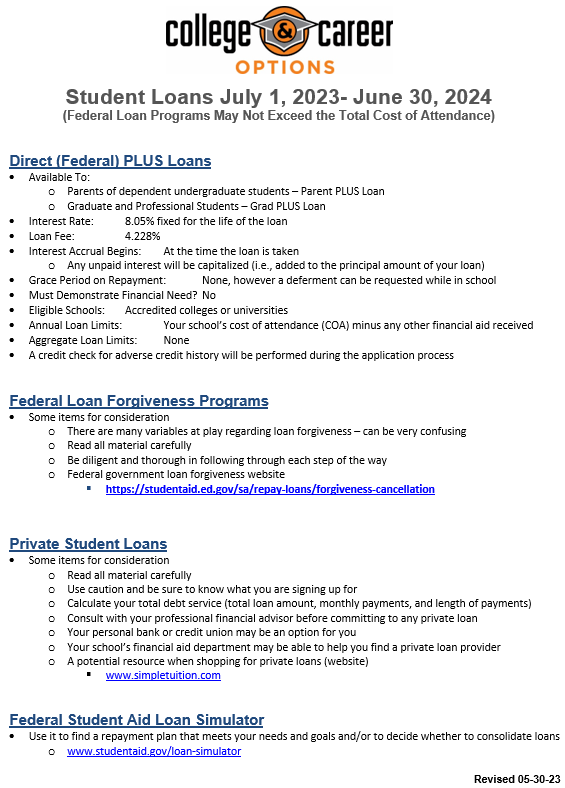 college & career
OPTIONS
Student Loans July 1, 2023- June 30, 2024
(Federal Loan Programs May Not Exceed the Total Cost of Attendance)
Direct (Federal) PLUS Loans
• Available To:
o Parents of dependent undergraduate students – Parent PLUS Loan
o Graduate and Professional Students – Grad PLUS Loan
• Interest Rate: 8.05% fixed for the life of the loan
• Loan Fee: 4.228%
• Interest Accrual Begins: At the time the loan is taken
o Any unpaid interest will be capitalized (i.e., added to the principal amount of your loan)
• Grace Period on Repayment: None, however a deferment can be requested while in school
• Must Demonstrate Financial Need? No
• Eligible Schools: Accredited colleges or universities
• Annual Loan Limits: Your school's cost of attendance (COA) minus any other financial aid received
• Aggregate Loan Limits: None
• A credit check for adverse credit history will be performed during the application process
Federal Loan Forgiveness Programs
• Some items for consideration
o There are many variables at play regarding loan forgiveness – can be very confusing
o Read all material carefully
o Be diligent and thorough in following through each step of the way
o Federal government loan forgiveness website
▪ https://studentaid.ed.gov/sa/repay-loans/forgiveness-cancellation
Private Student Loans
• Some items for consideration
o Read all material carefully
o Use caution and be sure to know what you are signing up for
o Calculate your total debt service (total loan amount, monthly payments, and length of payments)
o Consult with your professional financial advisor before committing to any private loan
o Your personal bank or credit union may be an option for you
o Your school's financial aid department may be able to help you find a private loan provider
o A potential resource when shopping for private loans (website)
▪ www.simpletuition.com
Federal Student Aid Loan Simulator
• Use it to find a repayment plan that meets your needs and goals and/or to decide whether to consolidate loans
o www.studentaid.gov/loan-simulator
Revised 05-30-23